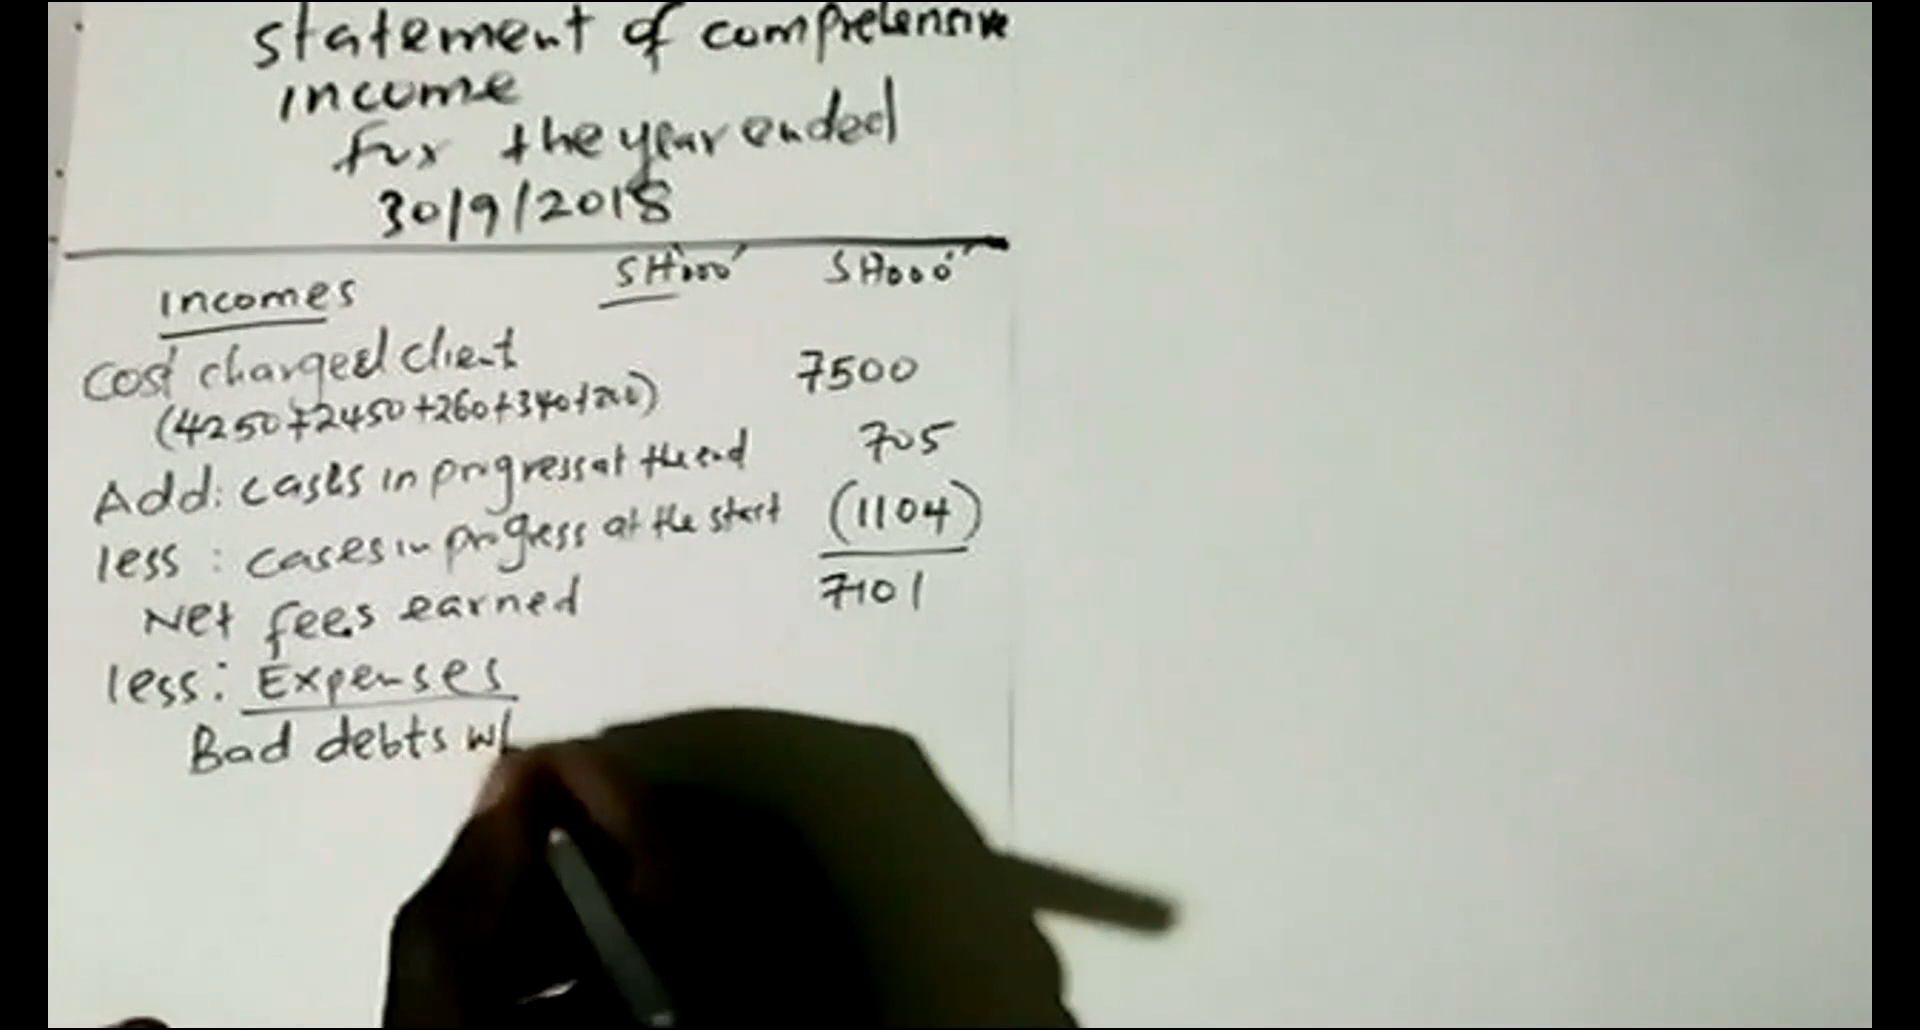 statement of comprehensive
income
for the year ended
30/9/2018
Incomes SH'000' SH000'
Cost charged client 7500
(4250+2450+260+340+200)
Add: cases in progress at the end 705
less : cases in progress at the start (1104)
Net fees earned 7101
less: Expenses
Bad debts w